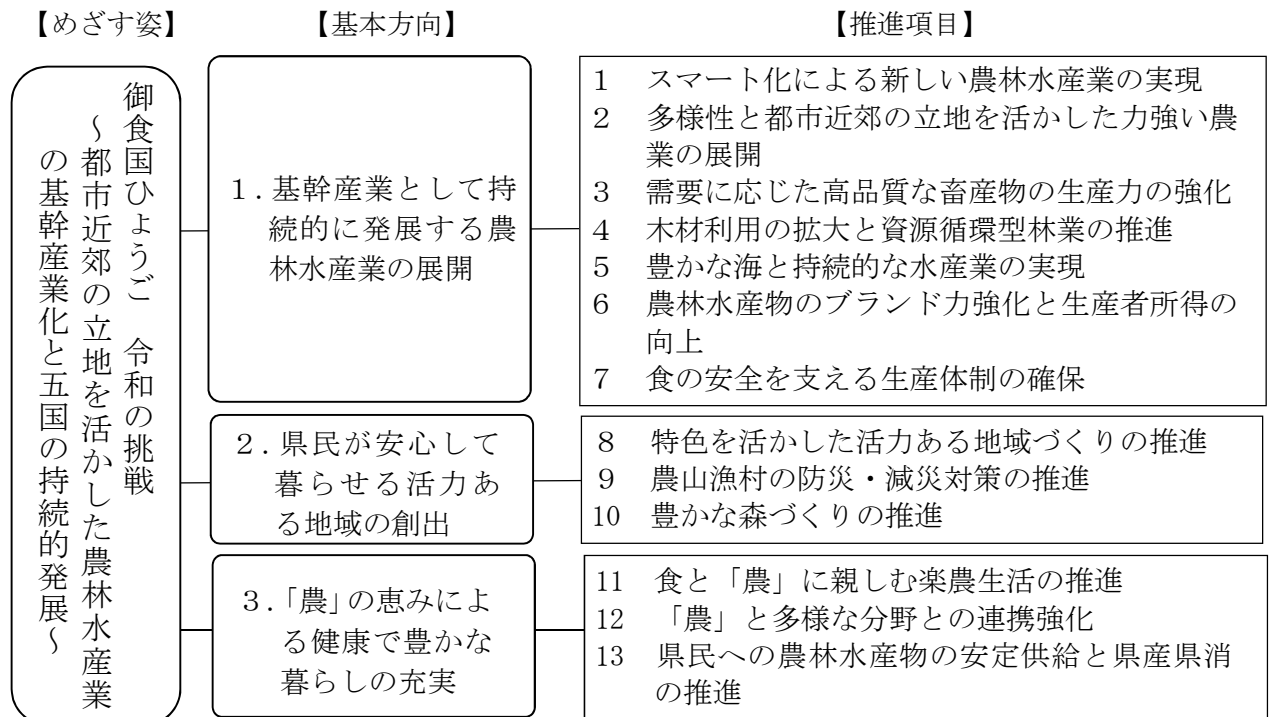 【めざす姿】
【基本方向】
【推進項目】
御食国ひょうご　令和の挑戦
～都市近郊の立地を活かした農林水産業
の基幹産業化と五国の持続的発展～
１．基幹産業として持
続的に発展する農
林水産業の展開
1　スマート化による新しい農林水産業の実現
2　多様性と都市近郊の立地を活かした力強い農
業の展開
3　需要に応じた高品質な畜産物の生産力の強化
4　木材利用の拡大と資源循環型林業の推進
5　豊かな海と持続的な水産業の実現
6　農林水産物のブランド力強化と生産者所得の
向上
7　食の安全を支える生産体制の確保
２．県民が安心して
暮らせる活力あ
る地域の創出
8　特色を活かした活力ある地域づくりの推進
9　農山漁村の防災・減災対策の推進
10　豊かな森づくりの推進
３．「農」の恵みによ
る健康で豊かな
暮らしの充実
11　食と「農」に親しむ楽農生活の推進
12　「農」と多様な分野との連携強化
13　県民への農林水産物の安定供給と県産県消
の推進